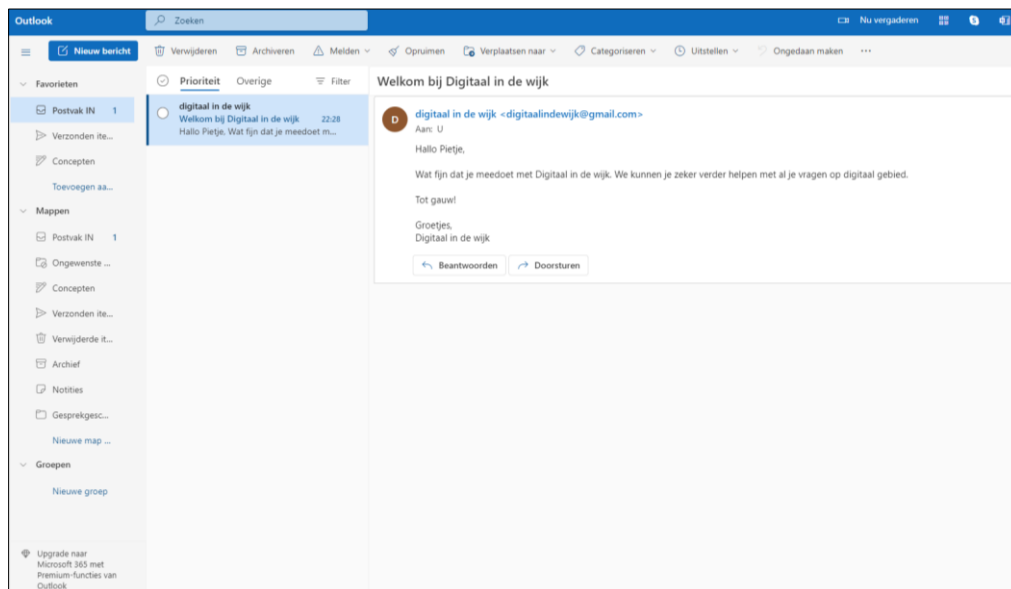 Outlook
Zoeken
Nu vergaderen
Nieuw bericht
Verwijderen
Archiveren
Melden
Opruimen
Verplaatsen naar
Categoriseren
Uitstellen
Ongedaan maken
Favorieten
Postvak IN 1
Verzonden ite...
Concepten
Toevoegen aa...
Mappen
Postvak IN 1
Ongewenste ...
Concepten
Verzonden ite...
Verwijderde it...
Archief
Notities
Gesprekgesc...
Nieuwe map ...
Groepen
Nieuwe groep
Upgrade naar
Microsoft 365 met
Premium-functies van
Outlook
Prioriteit
Overige
Filter
digitaal in de wijk
Welkom bij Digitaal in de wijk 22:28
Hallo Pietje, Wat fijn dat je meedoet m...
Welkom bij Digitaal in de wijk
D
digitaal in de wijk <digitaalindewijk@gmail.com>
Aan: U
Hallo Pietje,
Wat fijn dat je meedoet met Digitaal in de wijk. We kunnen je zeker verder helpen met al je vragen op digitaal gebied.
Tot gauw!
Groetjes,
Digitaal in de wijk
Beantwoorden
Doorsturen